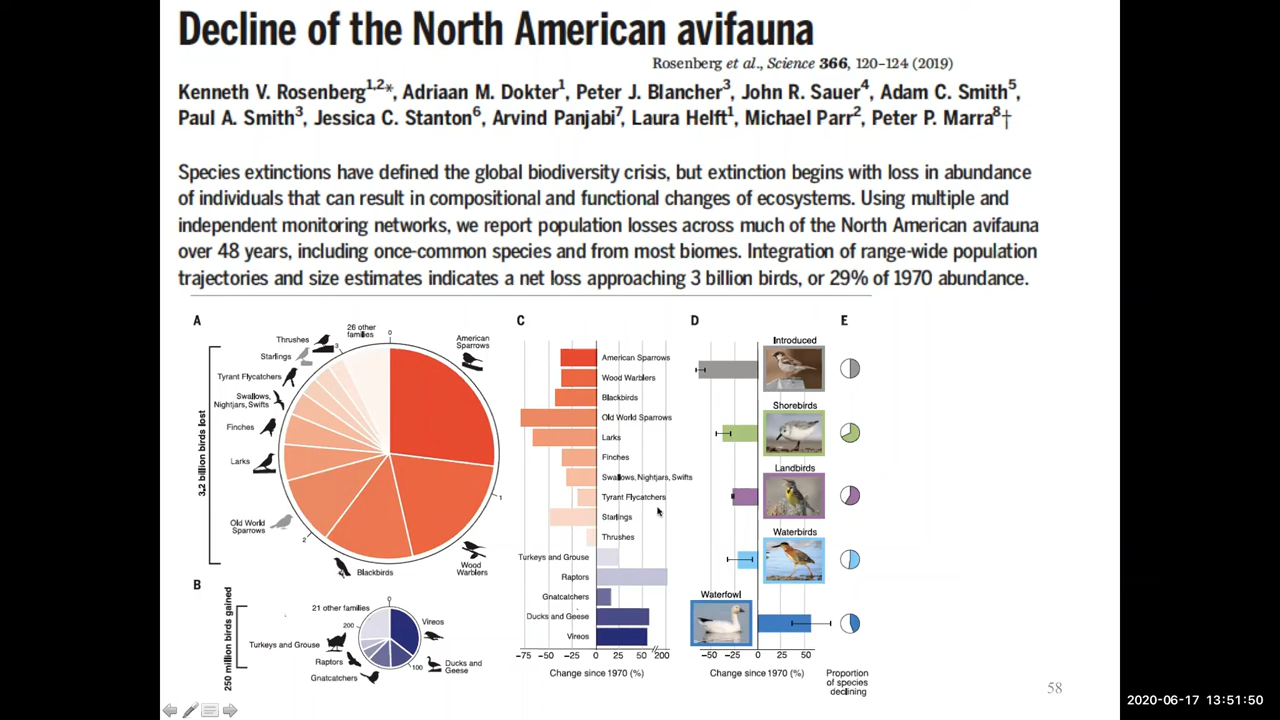 Decline of the North American avifauna
Rosenberg et al., Science 366, 120–124 (2019)
Kenneth V. Rosenberg1,2*, Adriaan M. Dokter1, Peter J. Blancher3, John R. Sauer4, Adam C. Smith5,
Paul A. Smith3, Jessica C. Stanton6, Arvind Panjabi7, Laura Helft1, Michael Parr2, Peter P. Marra8†
Species extinctions have defined the global biodiversity crisis, but extinction begins with loss in abundance
of individuals that can result in compositional and functional changes of ecosystems. Using multiple and
independent monitoring networks, we report population losses across much of the North American avifauna
over 48 years, including once-common species and from most biomes. Integration of range-wide population
trajectories and size estimates indicates a net loss approaching 3 billion birds, or 29% of 1970 abundance.
A
3.2 billion birds lost
0
1
2
3
American
Sparrows
Wood
Warblers
Blackbirds
Old World
Sparrows
Larks
Finches
Swallows,
Nightjars, Swifts
Tyrant Flycatchers
Starlings
Thrushes
26 other
families
B
250 million birds gained
0
100
200
Vireos
Ducks and
Geese
Gnatcatchers
Raptors
Turkeys and Grouse
21 other families
C
American Sparrows
Wood Warblers
Blackbirds
Old World Sparrows
Larks
Finches
Swallows, Nightjars, Swifts
Tyrant Flycatchers
Starlings
Thrushes
Turkeys and Grouse
Raptors
Gnatcatchers
Ducks and Geese
Vireos
−75 −50 −25 0 25 50 200
Change since 1970 (%)
D
Introduced
Shorebirds
Landbirds
Waterbirds
Waterfowl
−50 −25 0 25 50
Change since 1970 (%)
E
Proportion
of species
declining
58
2020-06-17 13:51:50